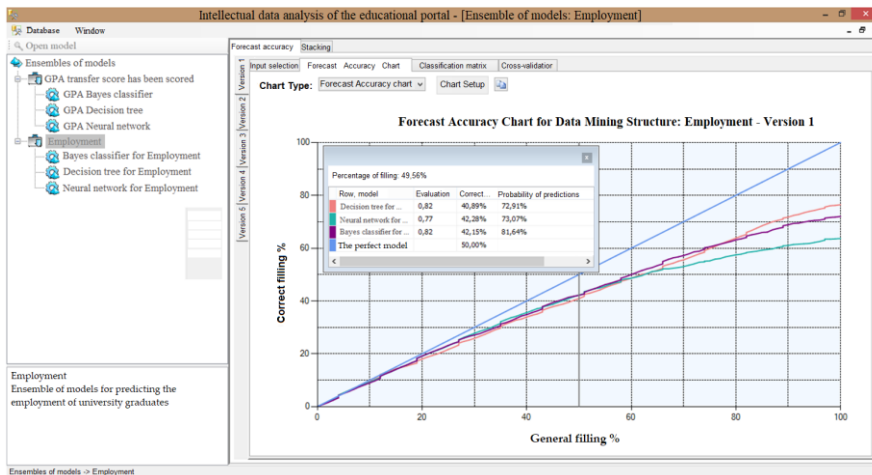 Intellectual data analysis of the educational portal - [Ensemble of models: Employment]
Database Window
Open model
Ensembles of models
GPA transfer score has been scored
GPA Bayes classifier
GPA Decision tree
GPA Neural network
Employment
Bayes classifier for Employment
Decision tree for Employment
Neural network for Employment
Employment
Ensemble of models for predicting the
employment of university graduates
Ensembles of models -> Employment
Forecast accuracy Stacking
Version 1
Version 2
Version 3
Version 4
Version 5
Input selection Forecast Accuracy Chart Classification matrix Cross-validatior
Chart Type: Forecast Accuracy chart Chart Setup
Forecast Accuracy Chart for Data Mining Structure: Employment - Version 1
Percentage of filling: 49,56%
Row, model Evaluation Correct... Probability of predictions
Decision tree for ... 0,82 40,89% 72,91%
Neural network for ... 0,77 42,28% 73,07%
Bayes classifier for ... 0,82 42,15% 81,64%
The perfect model 50,00%
Correct filling %
100
80
60
40
20
0
0 20 40 60 80 100
General filling %